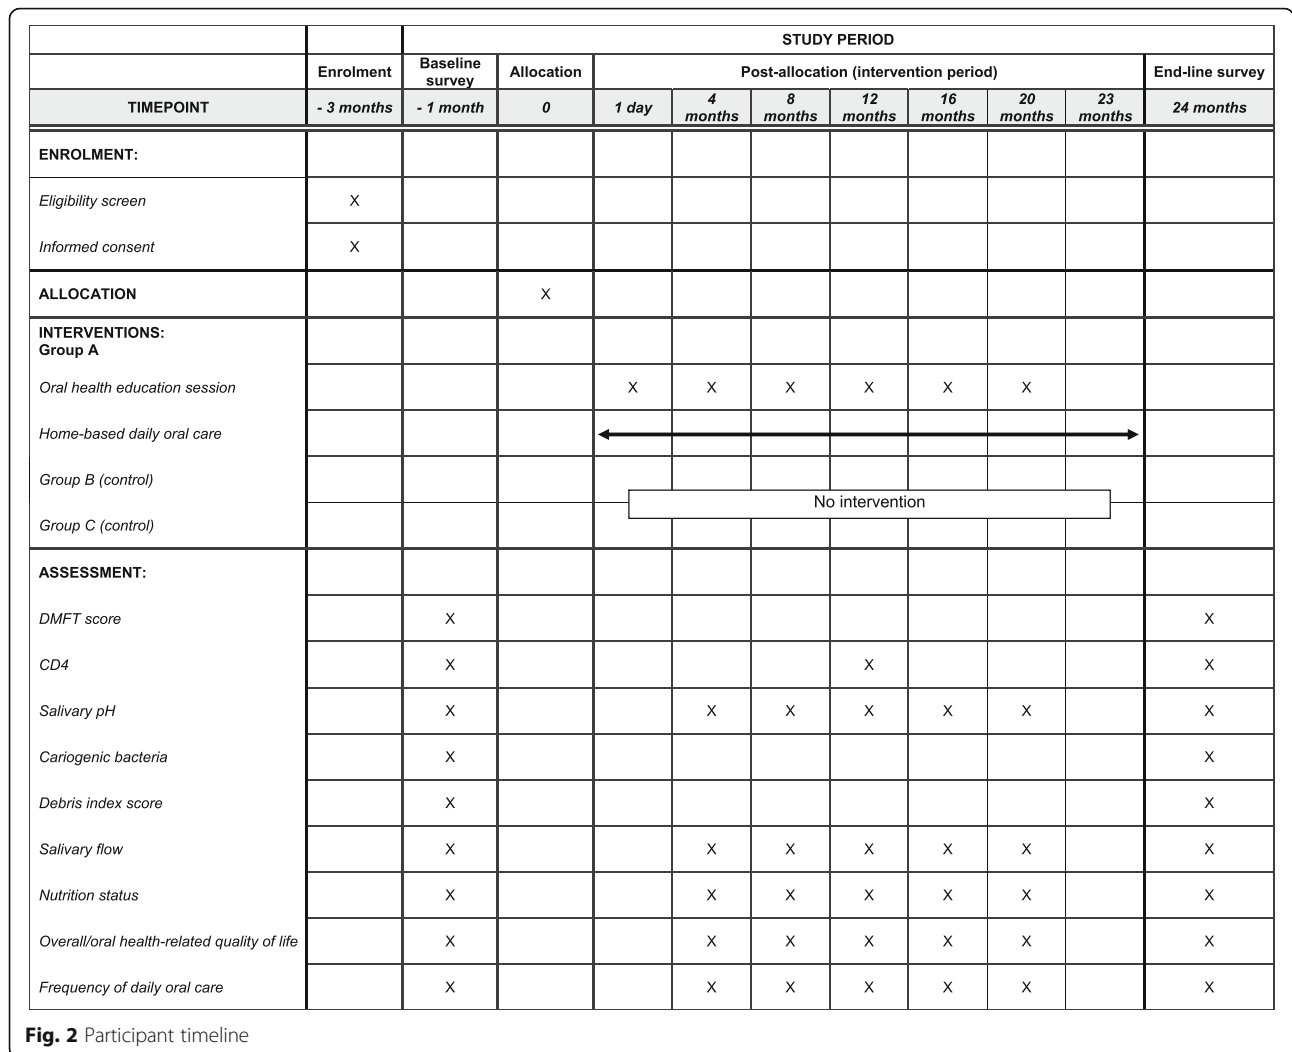 STUDY PERIOD
Enrolment Baseline survey Allocation Post-allocation (intervention period) End-line survey
TIMEPOINT - 3 months - 1 month 0 1 day 4 months 8 months 12 months 16 months 20 months 23 months 24 months
ENROLMENT:
Eligibility screen X
Informed consent X
ALLOCATION X
INTERVENTIONS:
Group A
Oral health education session X X X X X X
Home-based daily oral care
Group B (control)
No intervention
Group C (control)
ASSESSMENT:
DMFT score X X
CD4 X X X
Salivary pH X X X X X X X
Cariogenic bacteria X X
Debris index score X X
Salivary flow X X X X X X X
Nutrition status X X X X X X X
Overall/oral health-related quality of life X X X X X X X
Frequency of daily oral care X X X X X X X
Fig. 2 Participant timeline